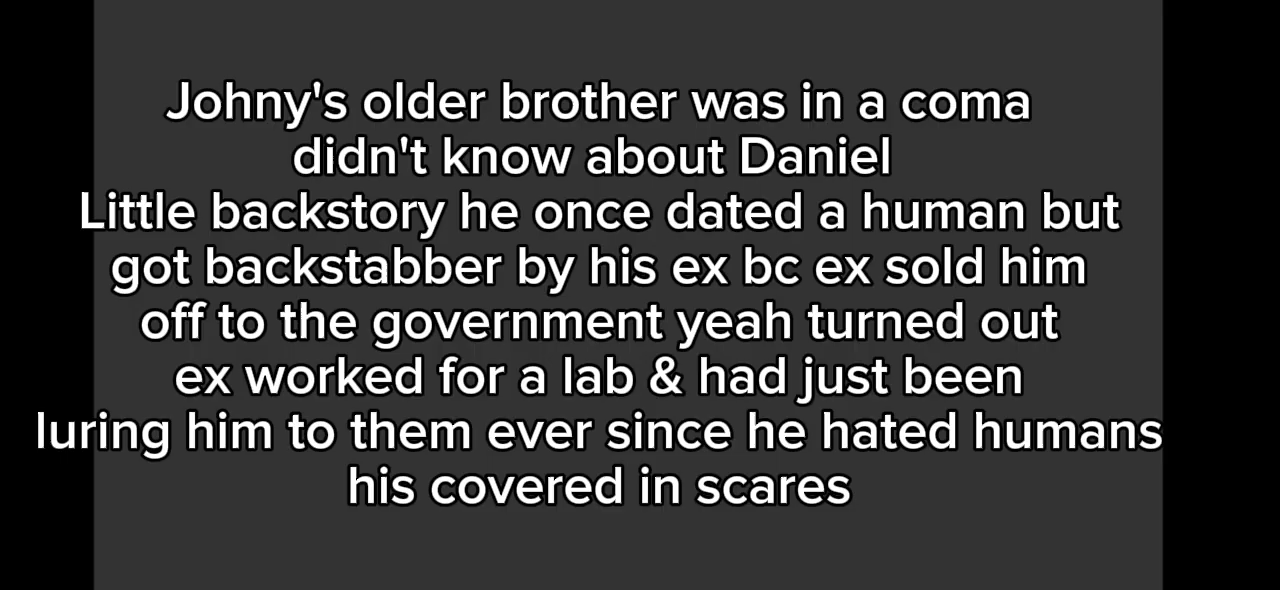 Johny's older brother was in a coma
didn't know about Daniel
Little backstory he once dated a human but
got backstabber by his ex bc ex sold him
off to the government yeah turned out
ex worked for a lab & had just been
luring him to them ever since he hated humans
his covered in scares